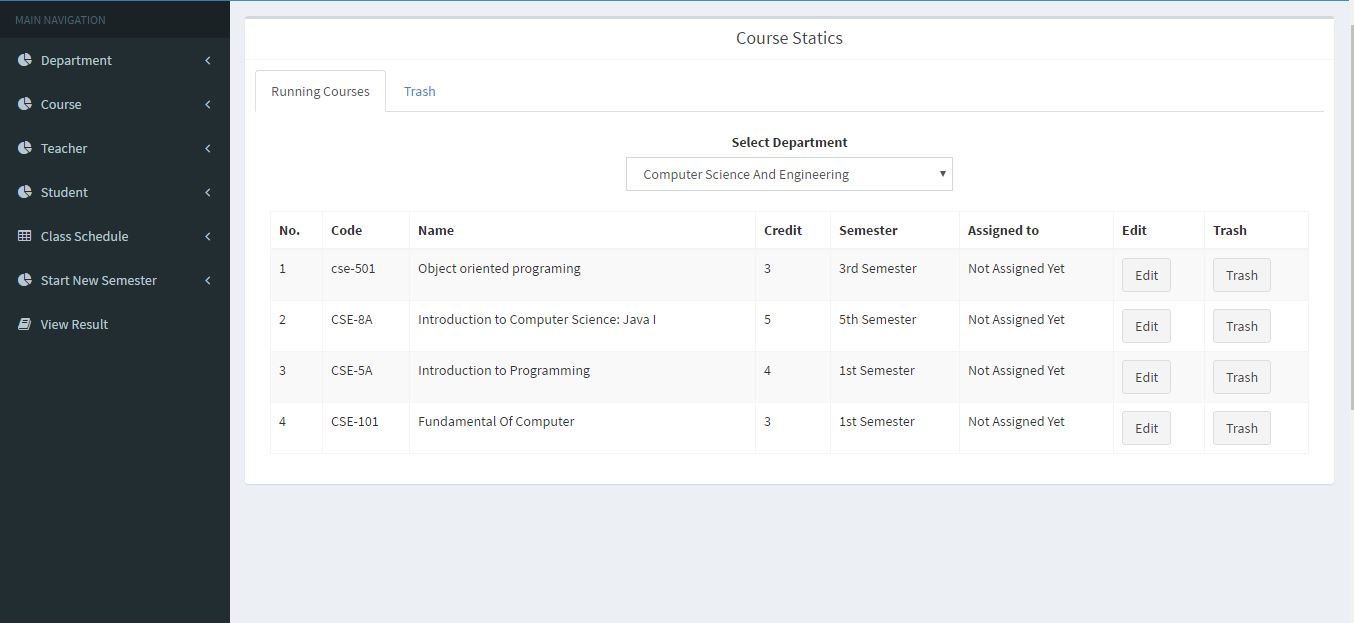 MAIN NAVIGATION
Department
Course
Teacher
Student
Class Schedule
Start New Semester
View Result
Course Statics
Running Courses Trash
Select Department
Computer Science And Engineering
No. Code Name Credit Semester Assigned to Edit Trash
1 cse-501 Object oriented programing 3 3rd Semester Not Assigned Yet Edit Trash
2 CSE-8A Introduction to Computer Science: Java I 5 5th Semester Not Assigned Yet Edit Trash
3 CSE-5A Introduction to Programming 4 1st Semester Not Assigned Yet Edit Trash
4 CSE-101 Fundamental Of Computer 3 1st Semester Not Assigned Yet Edit Trash